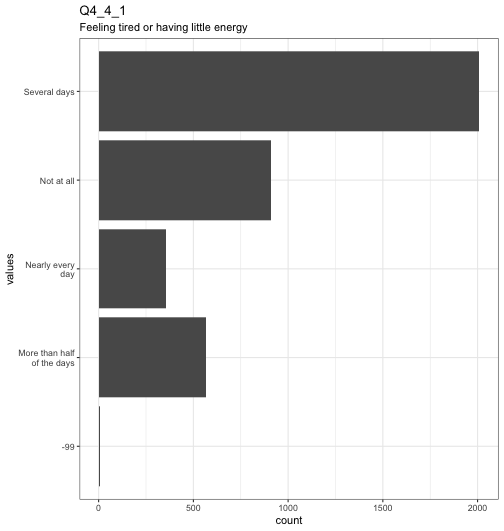 Q4_4_1
Feeling tired or having little energy
Several days
Not at all
Nearly every
day
More than half
of the days
-99
values
0
500
1000
1500
2000
count